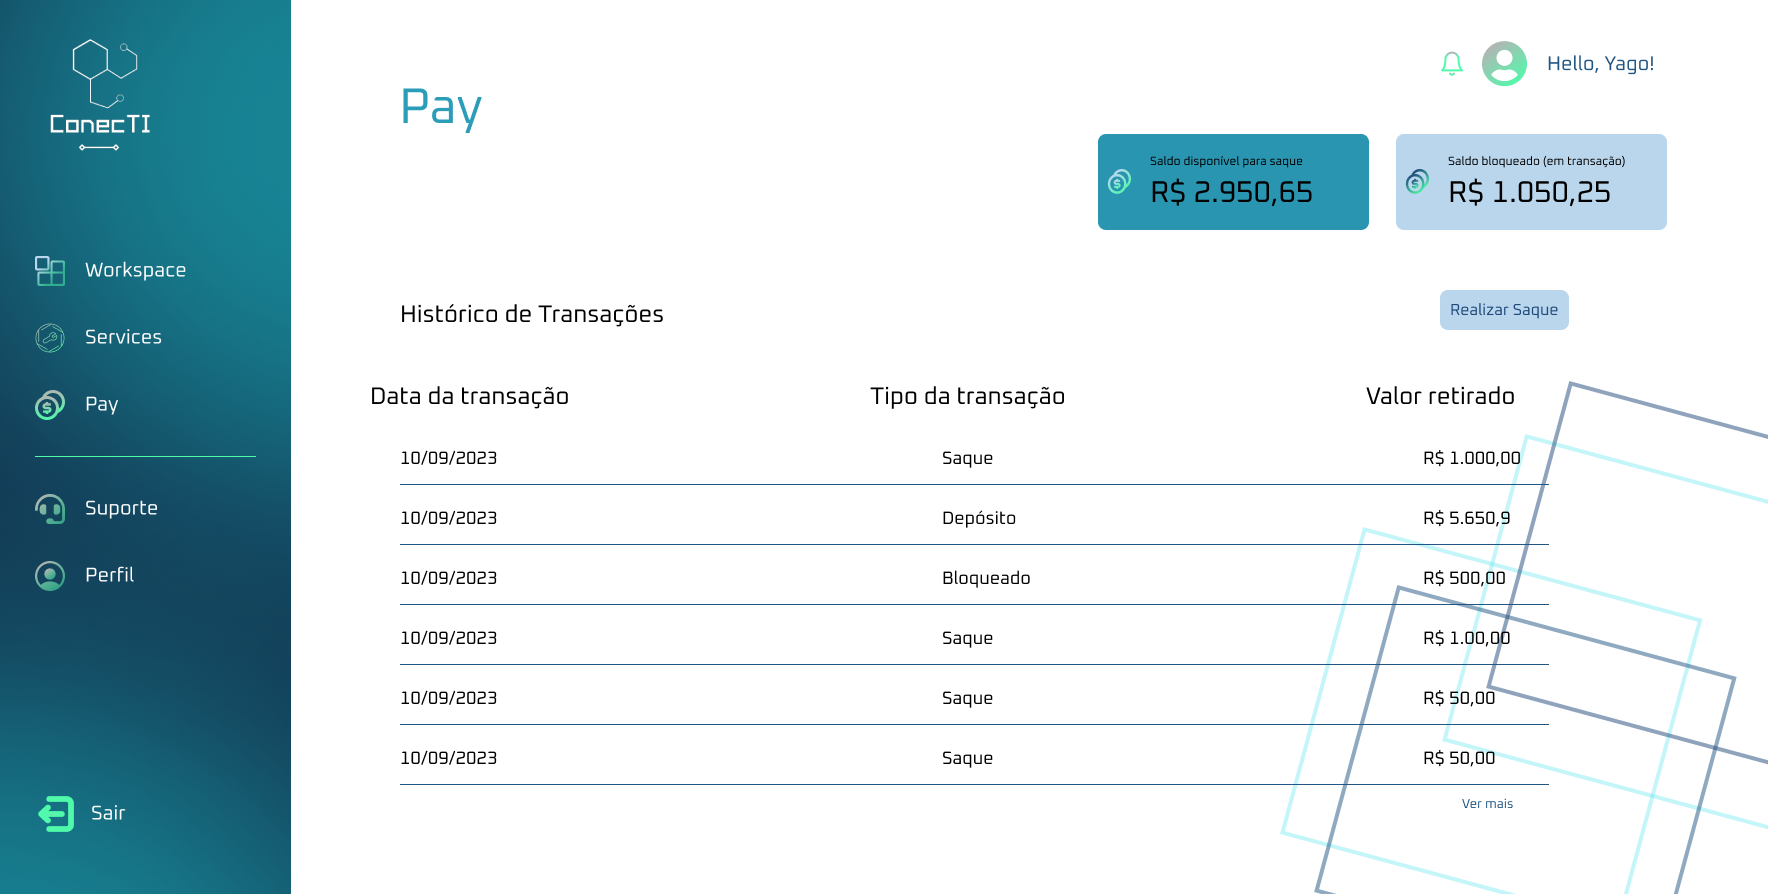 ConecTI
Workspace
Services
Pay
Suporte
Perfil
Sair
Hello, Yago!
Pay
Saldo disponível para saque
R$ 2.950,65
Saldo bloqueado (em transação)
R$ 1.050,25
Histórico de Transações
Realizar Saque
Data da transação Tipo da transação Valor retirado
10/09/2023 Saque R$ 1.000,00
10/09/2023 Depósito R$ 5.650,9
10/09/2023 Bloqueado R$ 500,00
10/09/2023 Saque R$ 1.00,00
10/09/2023 Saque R$ 50,00
10/09/2023 Saque R$ 50,00
Ver mais